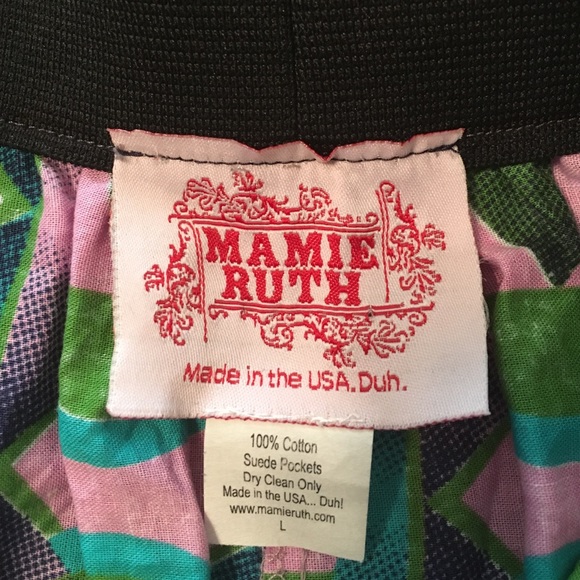 MAMIE
RUTH
Made in the USA.Duh.
100% Cotton
Suede Pockets
Dry Clean Only
Made in the USA... Duh!
www.mamieruth.com
L